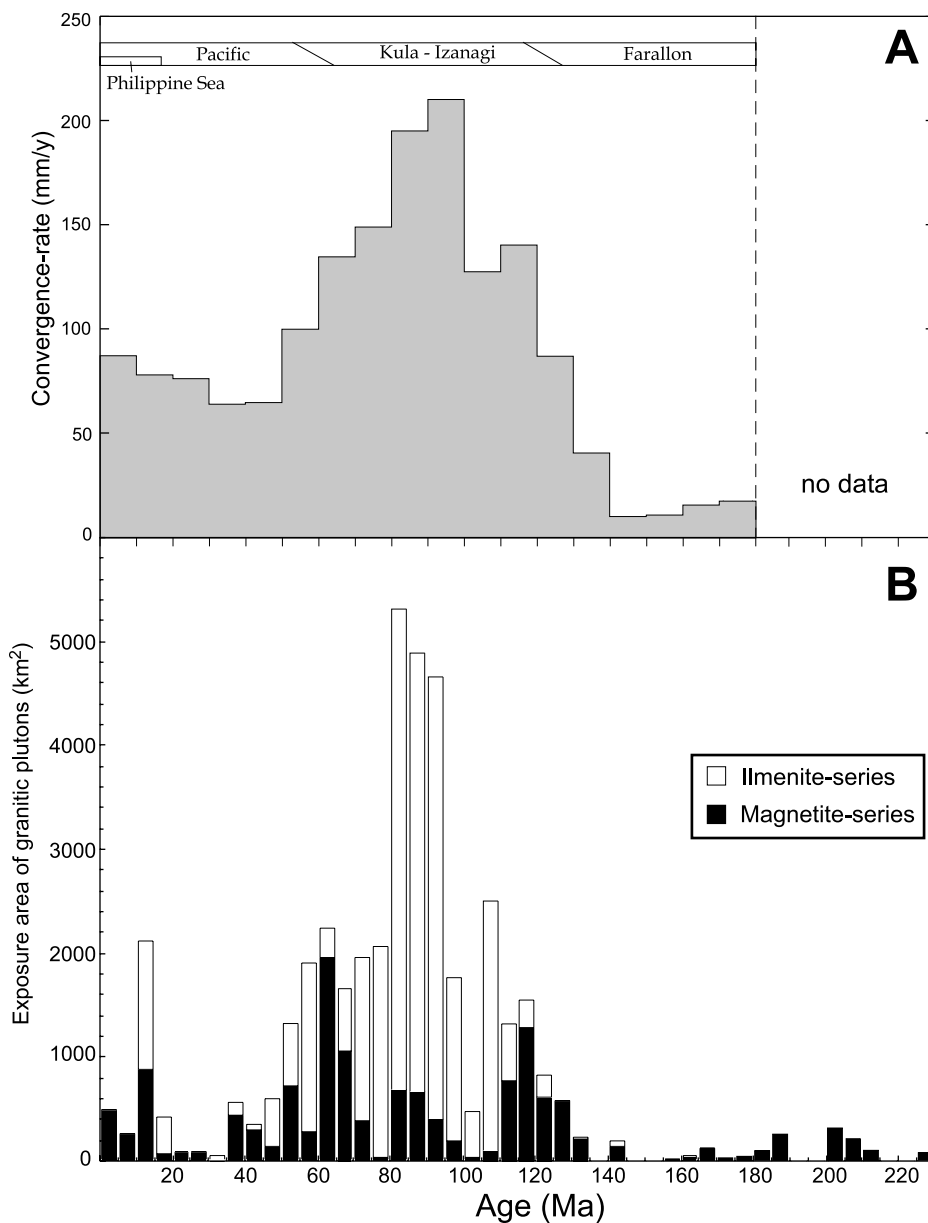 A
250
200
150
100
50
0
Convergence-rate (mm/y)
Pacific
Kula - Izanagi
Farallon
Philippine Sea
no data
B
5000
4000
3000
2000
1000
0
Exposure area of granitic plutons (km²)
Ilmenite-series
Magnetite-series
20 40 60 80 100 120 140 160 180 200 220
Age (Ma)